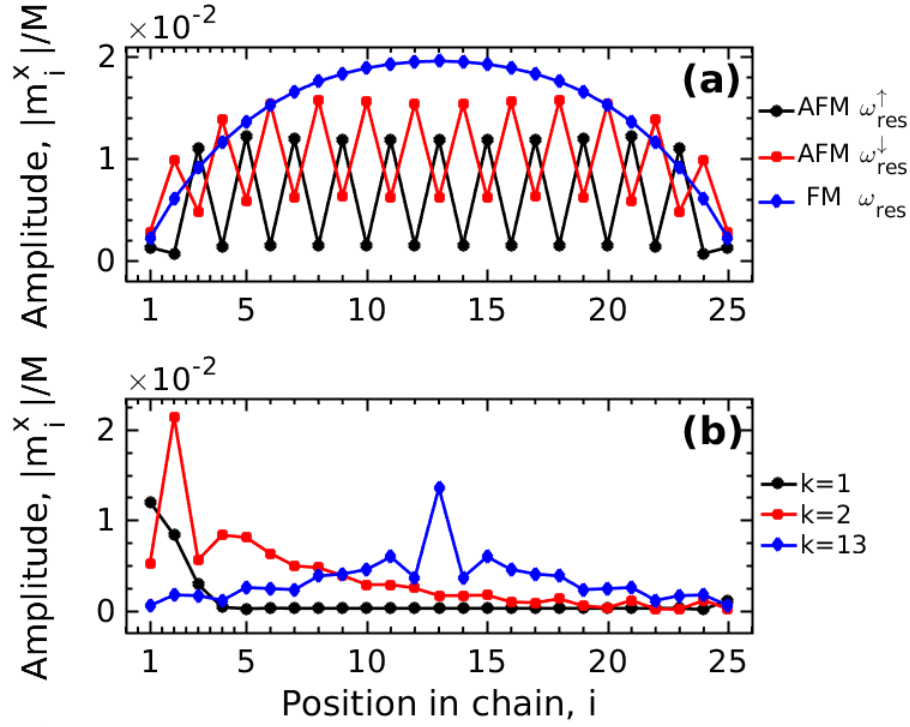 ×10⁻²
(a)
2
1
0
Amplitude, |mᵢˣ|/M
1 5 10 15 20 25
AFM ω↑res
AFM ω↓res
FM ωres
×10⁻²
(b)
2
1
0
Amplitude, |mᵢˣ|/M
1 5 10 15 20 25
Position in chain, i
k=1
k=2
k=13